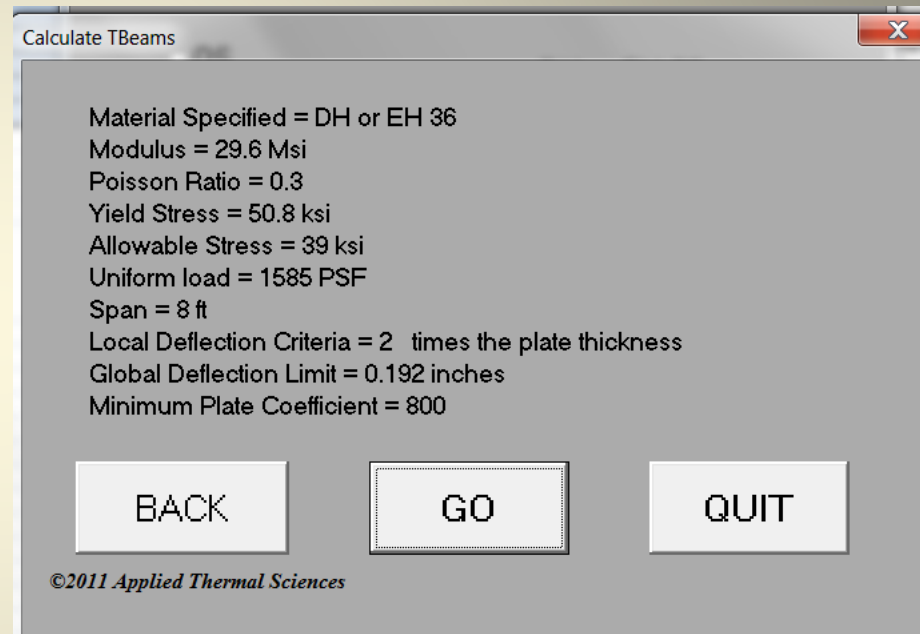 Calculate TBeams
Material Specified = DH or EH 36
Modulus = 29.6 Msi
Poisson Ratio = 0.3
Yield Stress = 50.8 ksi
Allowable Stress = 39 ksi
Uniform load = 1585 PSF
Span = 8 ft
Local Deflection Criteria = 2 times the plate thickness
Global Deflection Limit = 0.192 inches
Minimum Plate Coefficient = 800
BACK GO QUIT
©2011 Applied Thermal Sciences